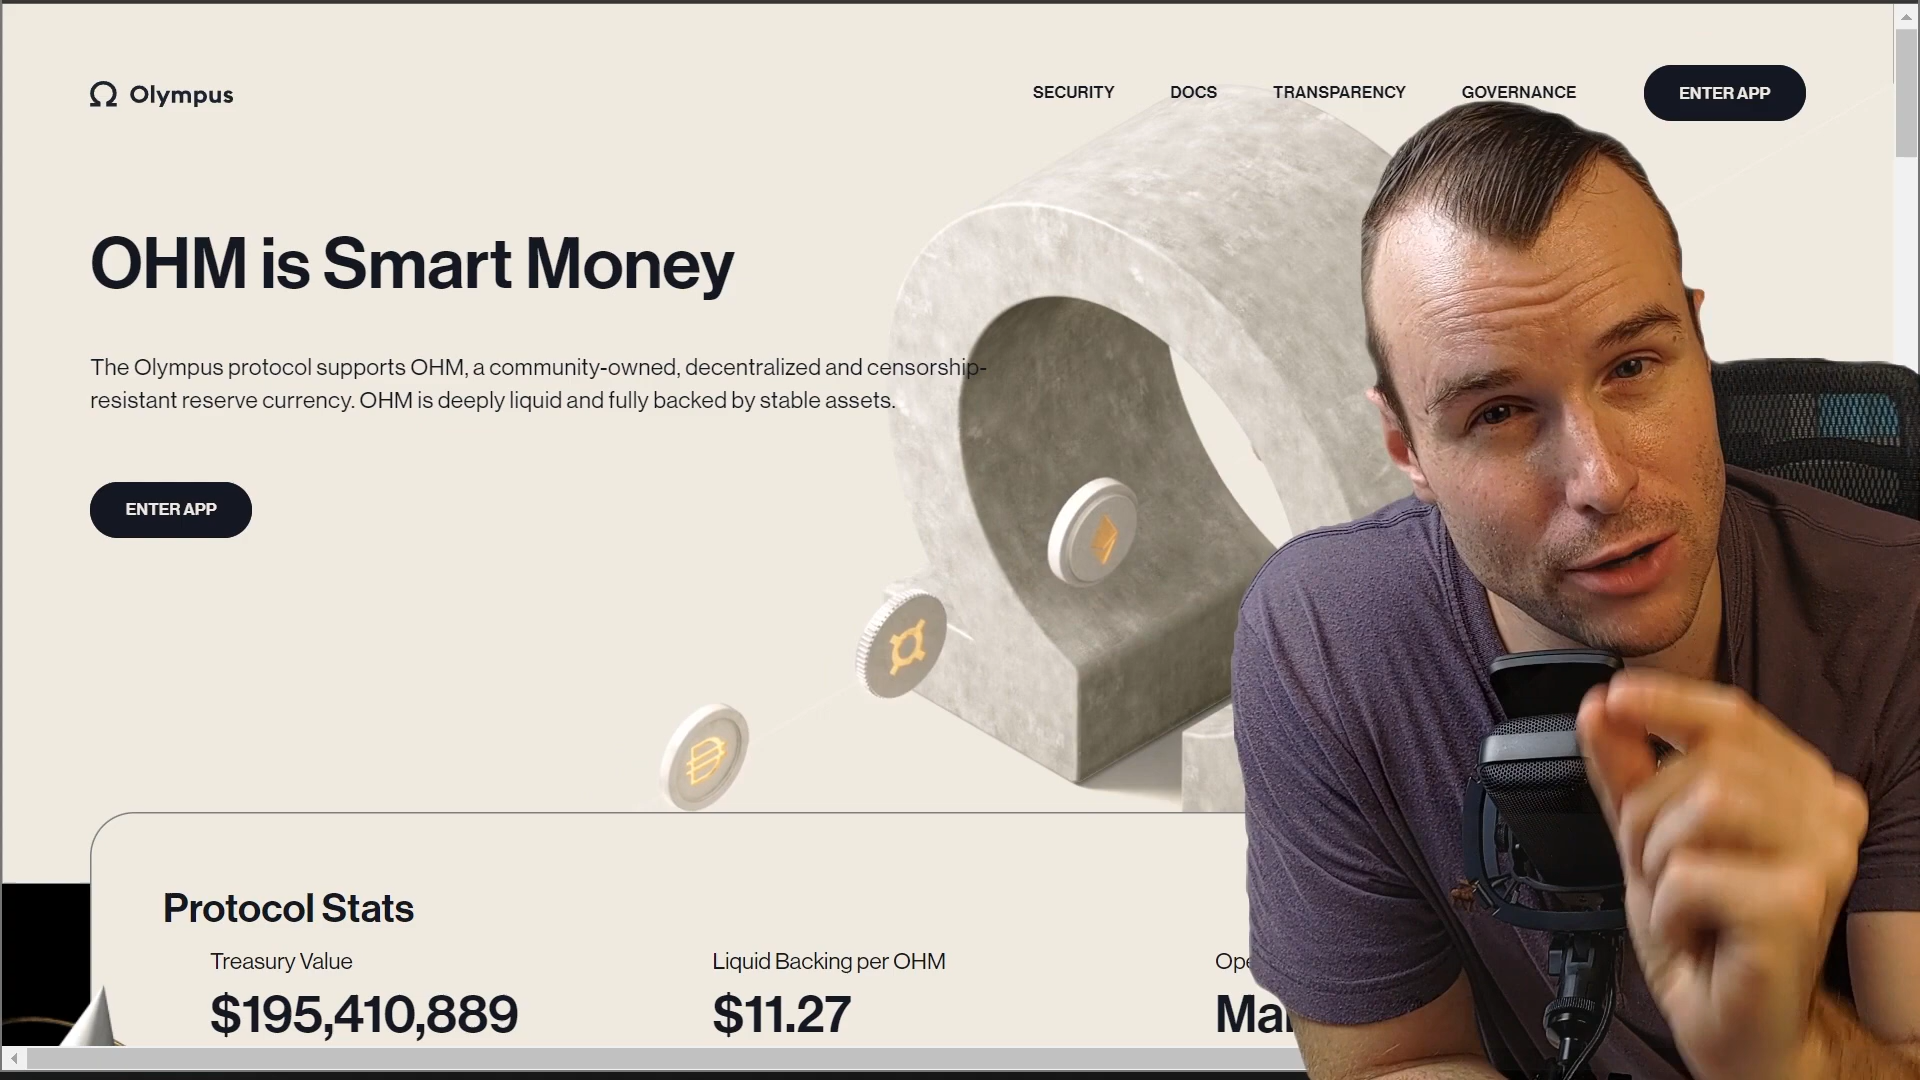 Olympus
SECURITY
DOCS
TRANSPARENCY
GOVERNANCE
ENTER APP
OHM is Smart Money
The Olympus protocol supports OHM, a community-owned, decentralized and censorship-
resistant reserve currency. OHM is deeply liquid and fully backed by stable assets.
ENTER APP
Protocol Stats
Treasury Value
Liquid Backing per OHM
$195,410,889
$11.27